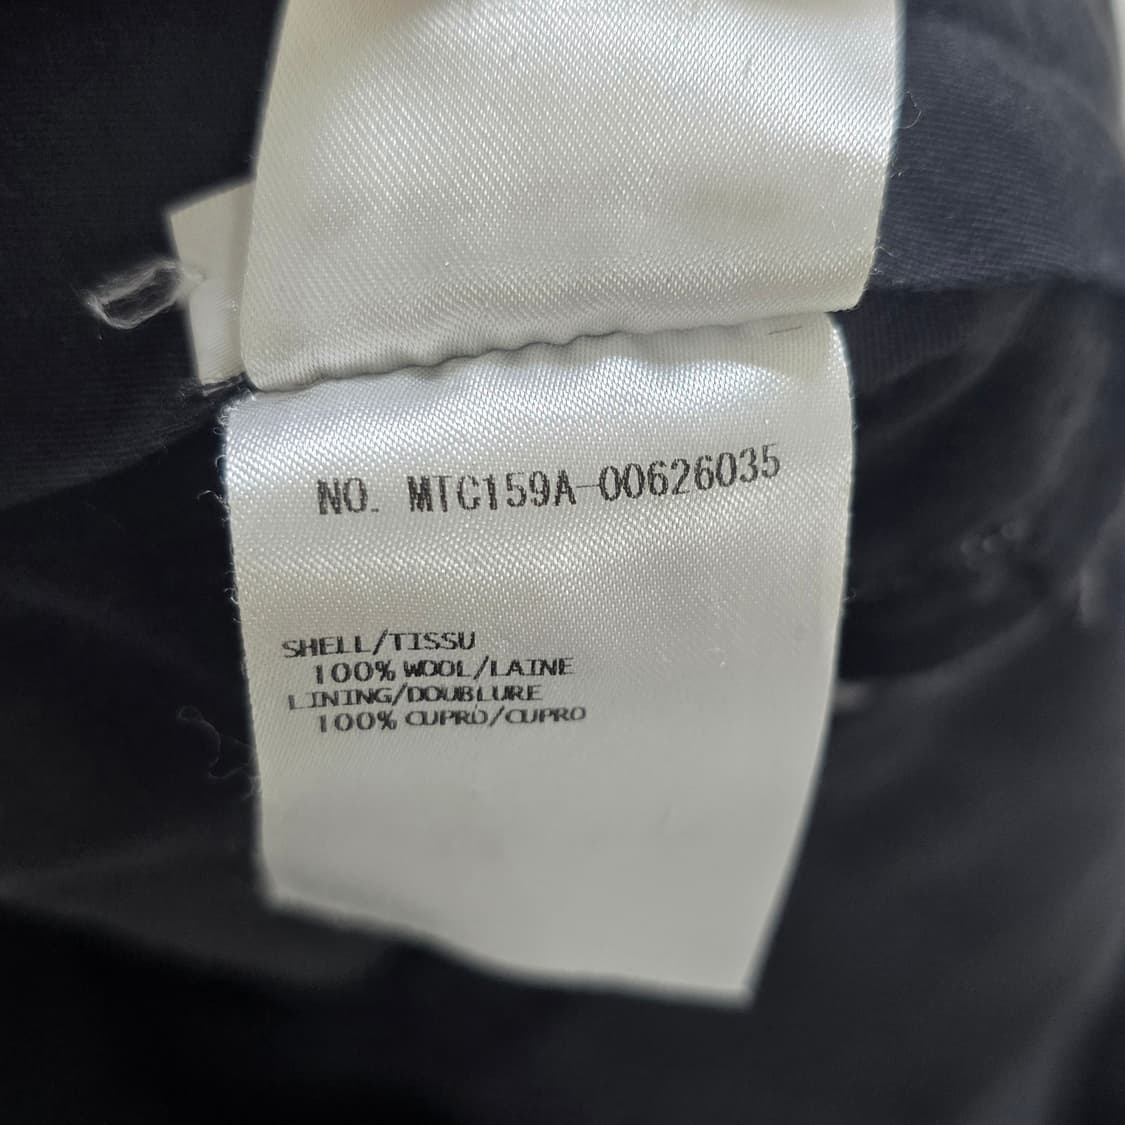 NO. MTC159A-00626035
SHELL/TISSU
100% WOOL/LAINE
LINING/DOUBLURE
100% CUPRO/CUPRO